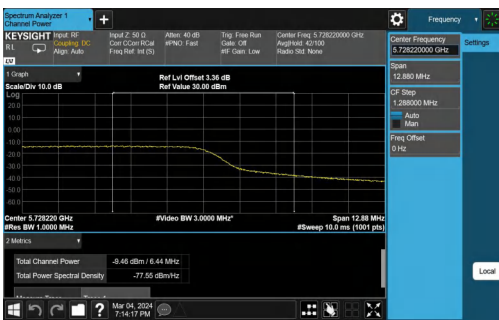 Spectrum Analyzer 1
Channel Power
Frequency
KEYSIGHT
RL
Input: RF
Coupling: DC
Align: Auto
Input Z: 50 Ω
Corr CCorr RCal
Freq Ref: Int (S)
Atten: 40 dB
#PNO: Fast
Trig: Free Run
Gate: Off
#IF Gain: Low
Center Freq: 5.728220000 GHz
Avg|Hold: 42/100
Radio Std: None
Center Frequency
5.728220000 GHz
Settings
Span
12.880 MHz
CF Step
1.288000 MHz
Auto
Man
Freq Offset
0 Hz
Local
1 Graph
Scale/Div 10.0 dB
Ref Lvl Offset 3.36 dB
Ref Value 30.00 dBm
Log
20.0
10.0
0.00
-10.0
-20.0
-30.0
-40.0
-50.0
-60.0
Center 5.728220 GHz
#Res BW 1.0000 MHz
#Video BW 3.0000 MHz*
Span 12.88 MHz
#Sweep 10.0 ms (1001 pts)
2 Metrics
Total Channel Power -9.46 dBm / 6.44 MHz
Total Power Spectral Density -77.55 dBm/Hz
Mar 04, 2024
7:14:17 PM